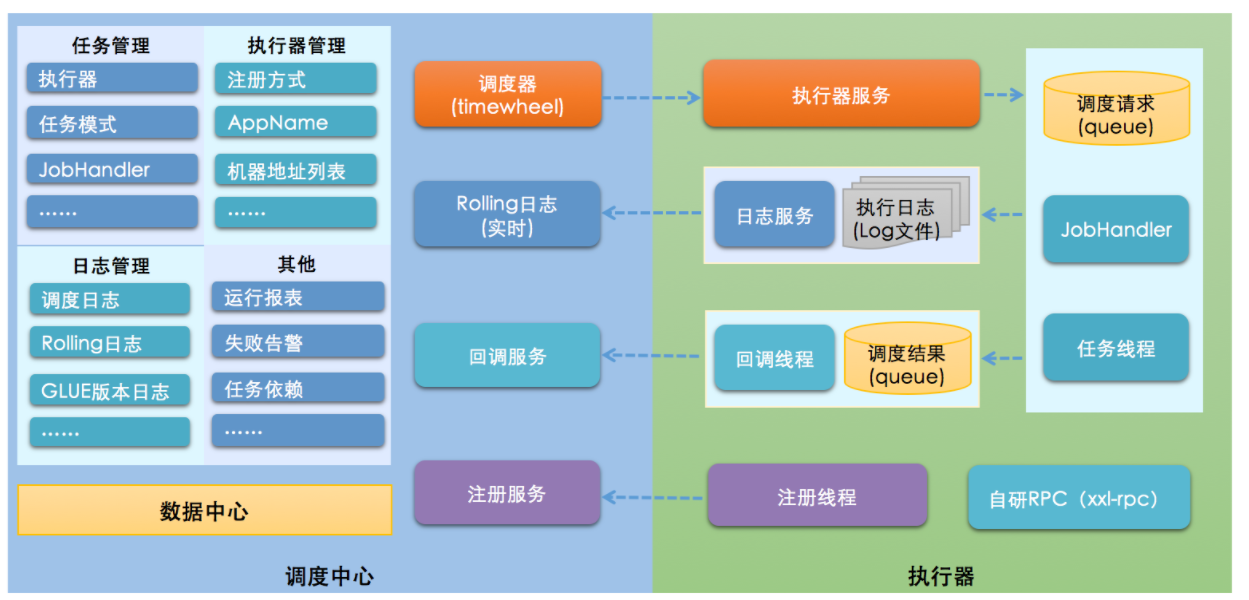 任务管理
执行器
任务模式
JobHandler
......
执行器管理
注册方式
AppName
机器地址列表
......
日志管理
调度日志
Rolling日志
GLUE版本日志
......
其他
运行报表
失败告警
任务依赖
......
数据中心
调度器
(timewheel)
Rolling日志
(实时)
回调服务
注册服务
调度中心
执行器服务
调度请求
(queue)
日志服务
执行日志
(Log文件)
JobHandler
回调线程
调度结果
(queue)
任务线程
注册线程
自研RPC（xxl-rpc）
执行器